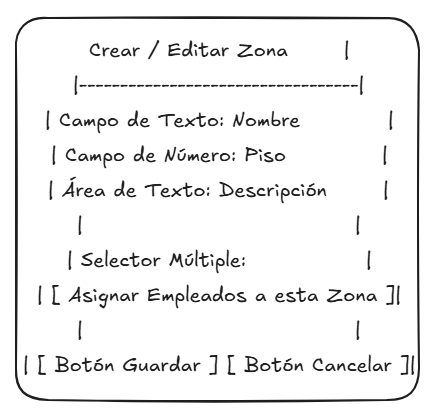 Crear / Editar Zona |
|----------------------------------|
| Campo de Texto: Nombre |
| Campo de Número: Piso |
| Área de Texto: Descripción |
| |
| Selector Múltiple: |
| [ Asignar Empleados a esta Zona ]|
| |
| [ Botón Guardar ] [ Botón Cancelar ]|